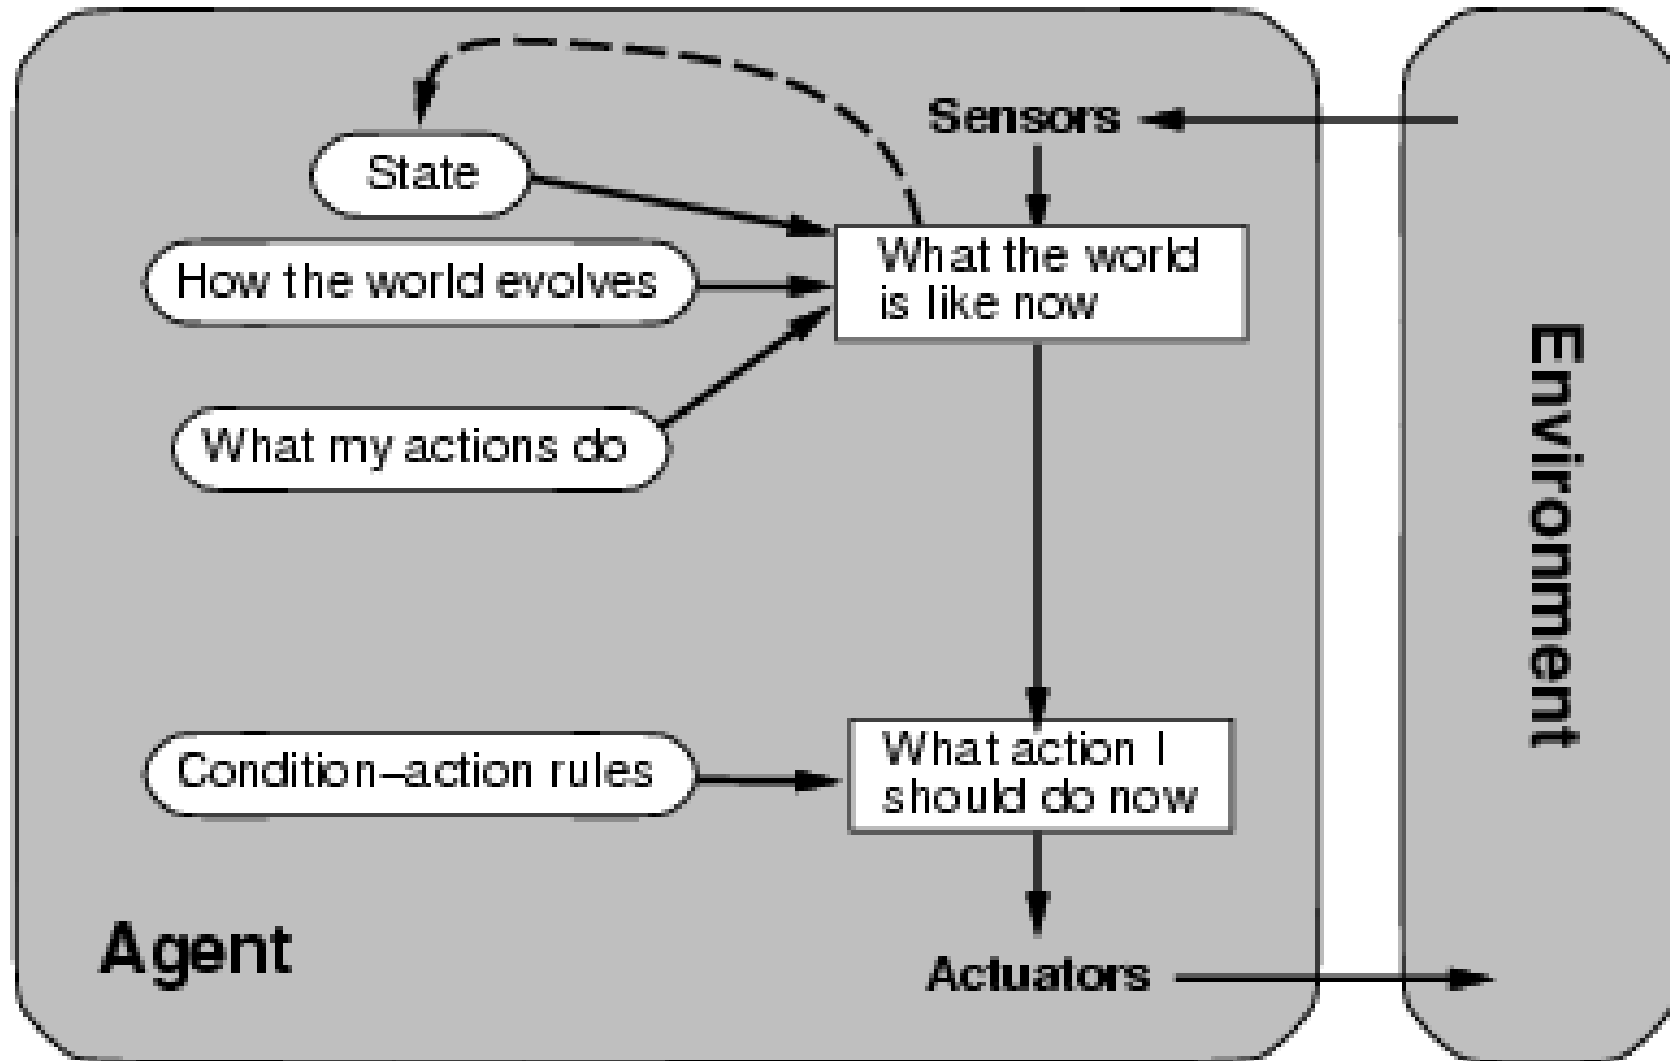 Sensors
State
What the world
is like now
How the world evolves
What my actions do
Environment
Condition–action rules
What action I
should do now
Agent
Actuators